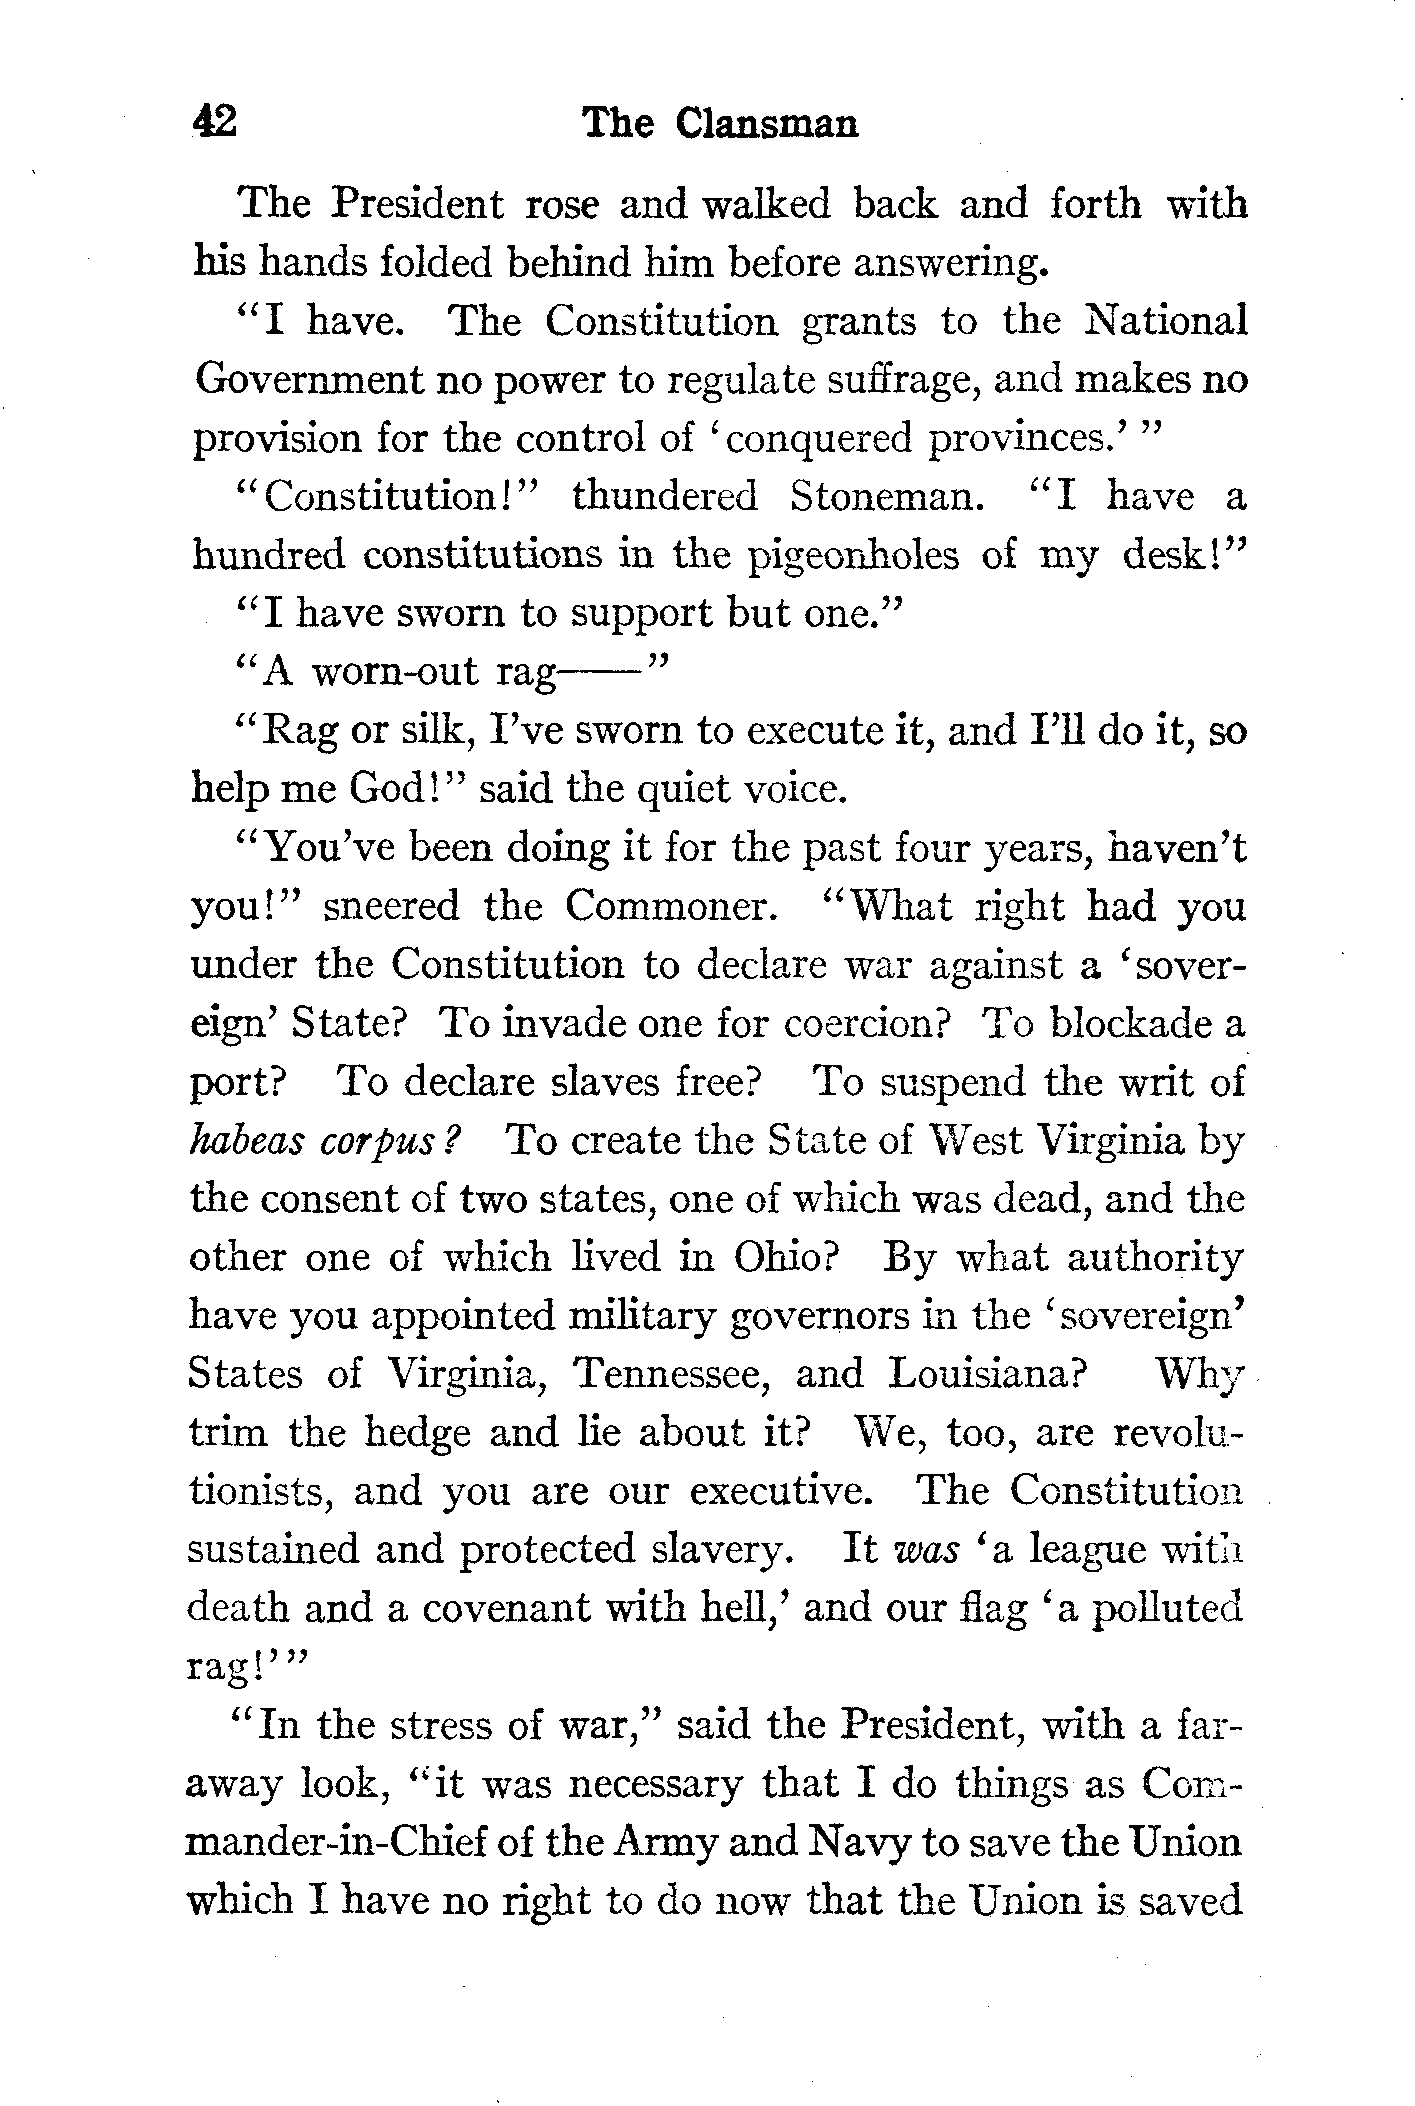 42 The Clansman
The President rose and walked back and forth with
his hands folded behind him before answering.
“I have. The Constitution grants to the National
Government no power to regulate suffrage, and makes no
provision for the control of ‘conquered provinces.’”
“Constitution!” thundered Stoneman. “I have a
hundred constitutions in the pigeonholes of my desk!”
“I have sworn to support but one.”
“A worn-out rag——”
“Rag or silk, I’ve sworn to execute it, and I’ll do it, so
help me God!” said the quiet voice.
“You’ve been doing it for the past four years, haven’t
you!” sneered the Commoner. “What right had you
under the Constitution to declare war against a ‘sover-
eign’ State? To invade one for coercion? To blockade a
port? To declare slaves free? To suspend the writ of
habeas corpus? To create the State of West Virginia by
the consent of two states, one of which was dead, and the
other one of which lived in Ohio? By what authority
have you appointed military governors in the ‘sovereign’
States of Virginia, Tennessee, and Louisiana? Why
trim the hedge and lie about it? We, too, are revolu-
tionists, and you are our executive. The Constitution
sustained and protected slavery. It was ‘a league with
death and a covenant with hell,’ and our flag ‘a polluted
rag!’”
“In the stress of war,” said the President, with a far-
away look, “it was necessary that I do things as Com-
mander-in-Chief of the Army and Navy to save the Union
which I have no right to do now that the Union is saved